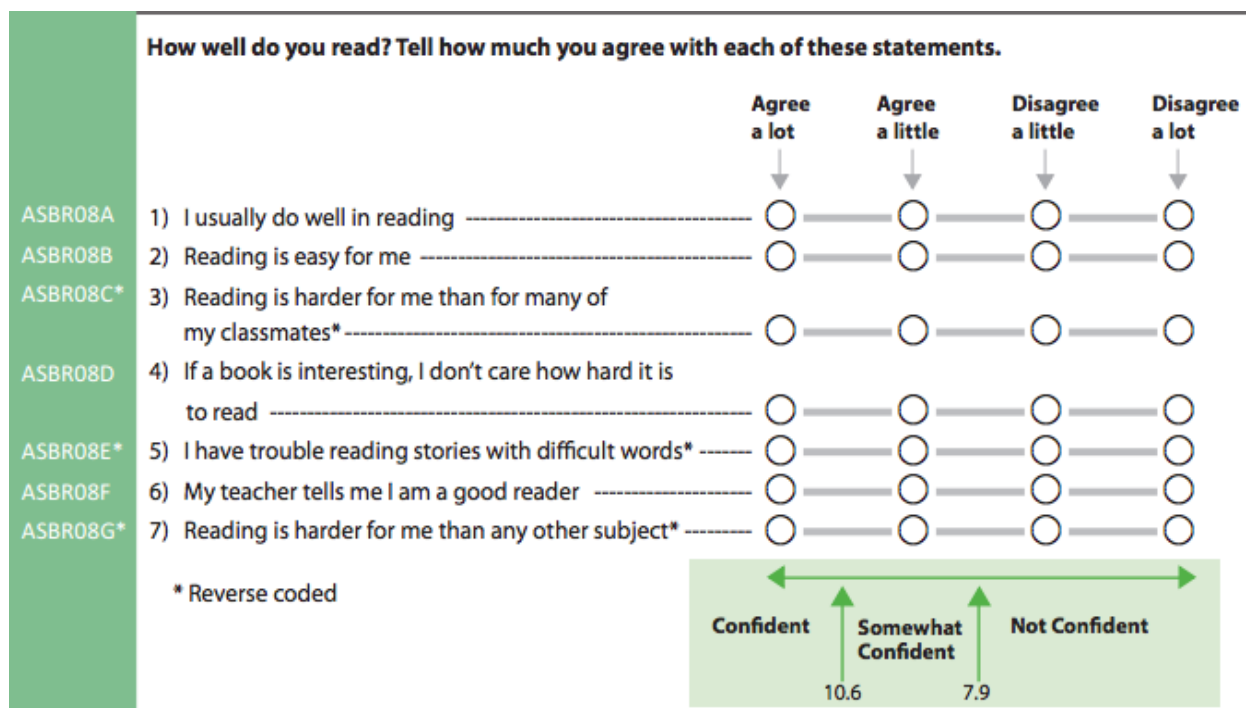 How well do you read? Tell how much you agree with each of these statements.
Agree a lot
Agree a little
Disagree a little
Disagree a lot
ASBR08A 1) I usually do well in reading
ASBR08B 2) Reading is easy for me
ASBR08C* 3) Reading is harder for me than for many of
my classmates*
ASBR08D 4) If a book is interesting, I don't care how hard it is
to read
ASBR08E* 5) I have trouble reading stories with difficult words*
ASBR08F 6) My teacher tells me I am a good reader
ASBR08G* 7) Reading is harder for me than any other subject*
* Reverse coded
Confident
Somewhat
Confident
Not Confident
10.6 7.9